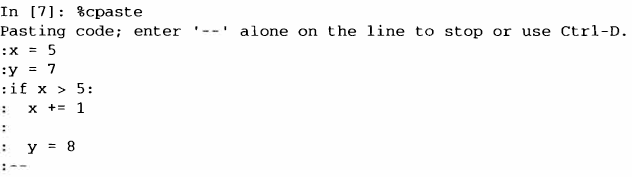 In [7]: %cpaste
Pasting code; enter '--' alone on the line to stop or use Ctrl-D.
:x = 5
:y = 7
:if x > 5:
:  x += 1
:
:  y = 8
:--